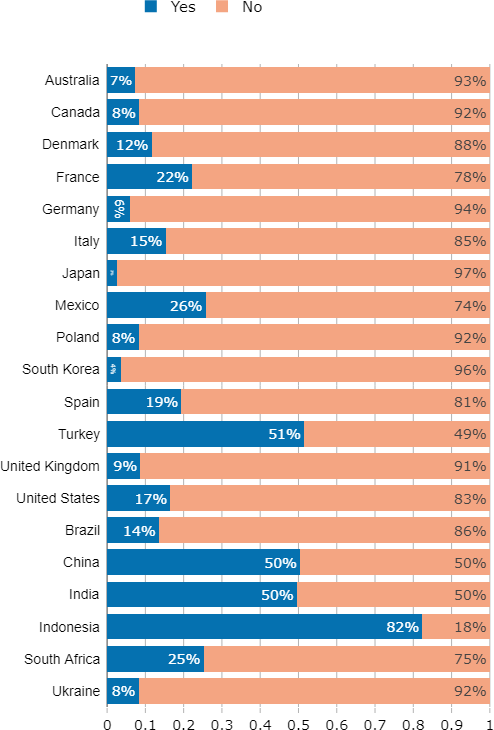 Yes No
Australia 7% 93%
Canada 8% 92%
Denmark 12% 88%
France 22% 78%
Germany 6% 94%
Italy 15% 85%
Japan 97%
Mexico 26% 74%
Poland 8% 92%
South Korea 4% 96%
Spain 19% 81%
Turkey 51% 49%
United Kingdom 9% 91%
United States 17% 83%
Brazil 14% 86%
China 50% 50%
India 50% 50%
Indonesia 82% 18%
South Africa 25% 75%
Ukraine 8% 92%
0 0.1 0.2 0.3 0.4 0.5 0.6 0.7 0.8 0.9 1